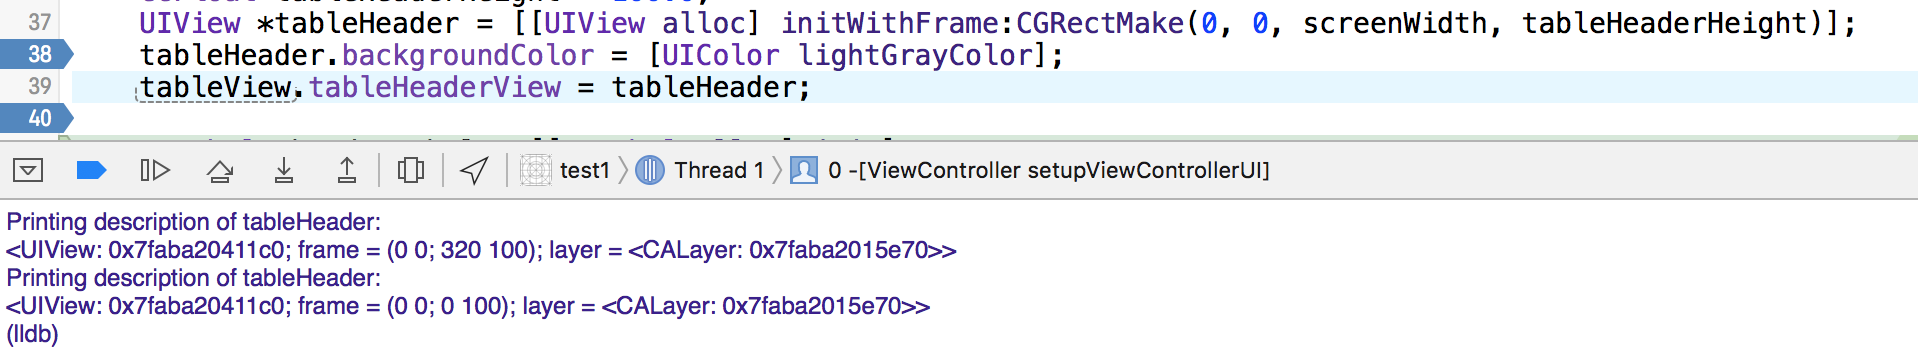 37 UIView *tableHeader = [[UIView alloc] initWithFrame:CGRectMake(0, 0, screenWidth, tableHeaderHeight)];
38 tableHeader.backgroundColor = [UIColor lightGrayColor];
39 tableView.tableHeaderView = tableHeader;
40
test1 Thread 1 0 -[ViewController setupViewControllerUI]
Printing description of tableHeader:
<UIView: 0x7faba20411c0; frame = (0 0; 320 100); layer = <CALayer: 0x7faba2015e70>>
Printing description of tableHeader:
<UIView: 0x7faba20411c0; frame = (0 0; 0 100); layer = <CALayer: 0x7faba2015e70>>
(lldb)